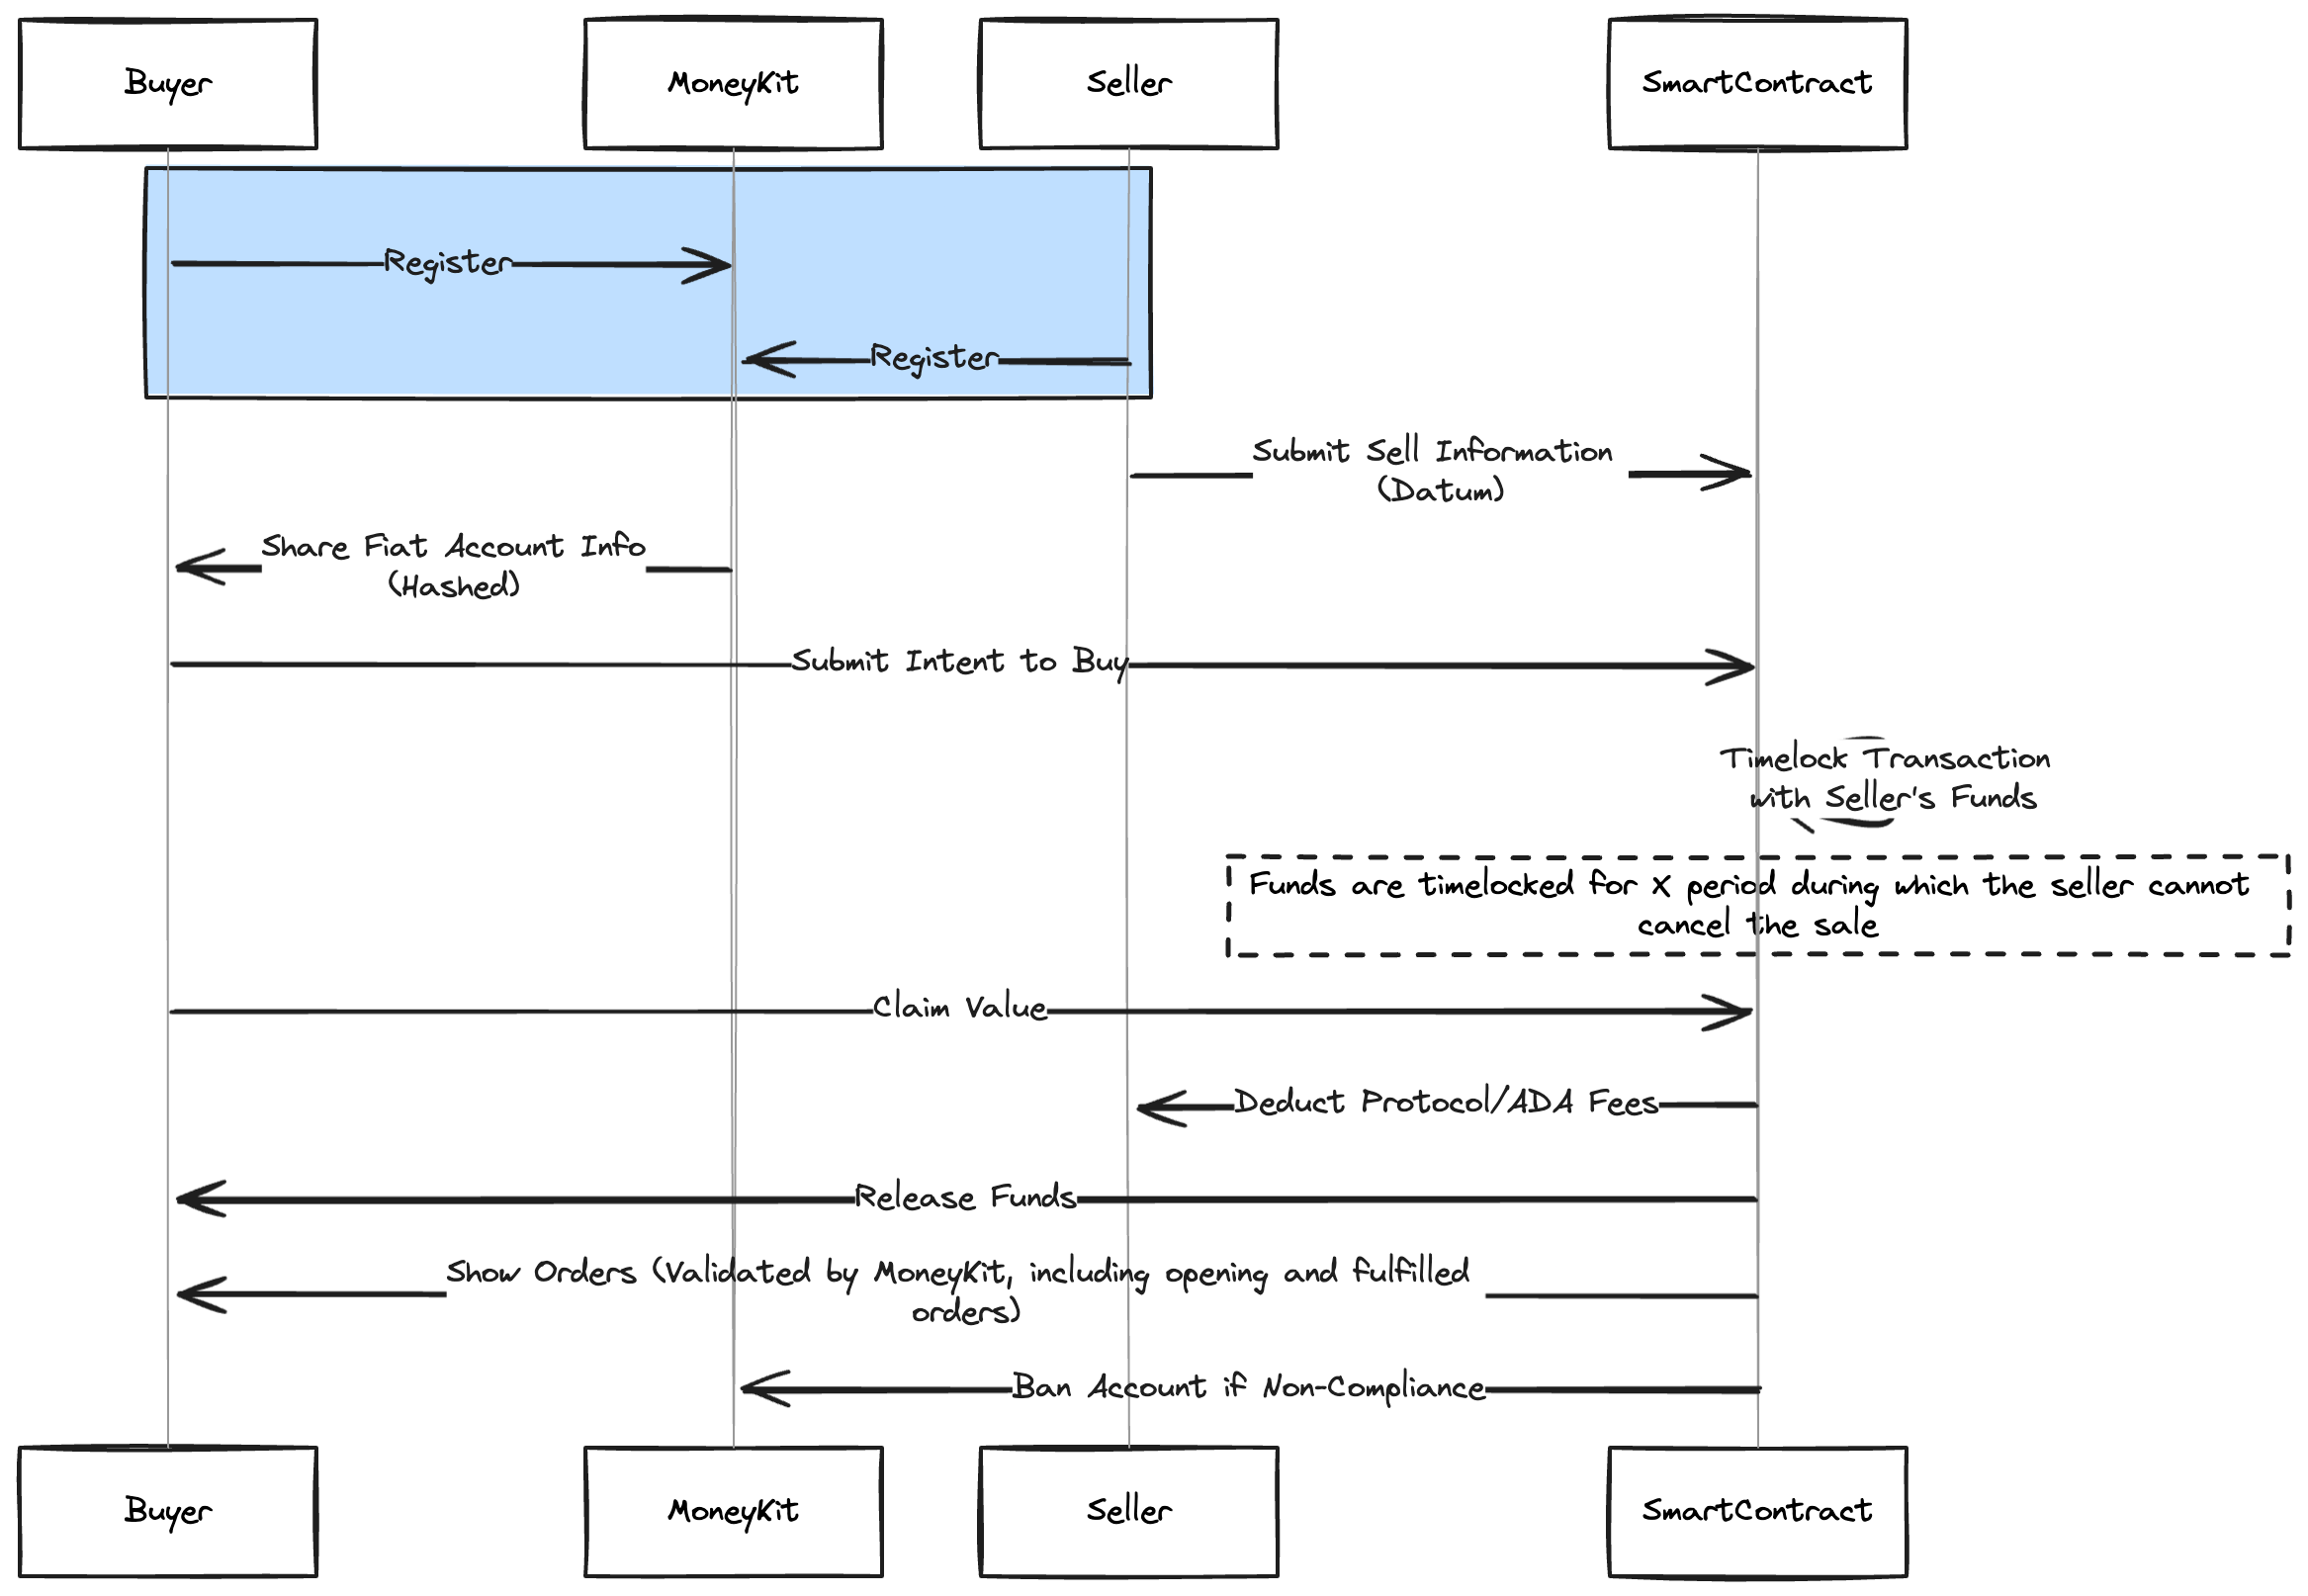 Buyer
MoneyKit
Seller
SmartContract
Register
Register
Submit Sell Information
(Datum)
Share Fiat Account Info
(Hashed)
Submit Intent to Buy
Timelock Transaction
with Seller's Funds
Funds are timelocked for X period during which the seller cannot
cancel the sale
Claim Value
Deduct Protocol/ADA Fees
Release Funds
Show Orders (Validated by MoneyKit, including opening and fulfilled
orders)
Ban Account if Non-Compliance
Buyer
MoneyKit
Seller
SmartContract